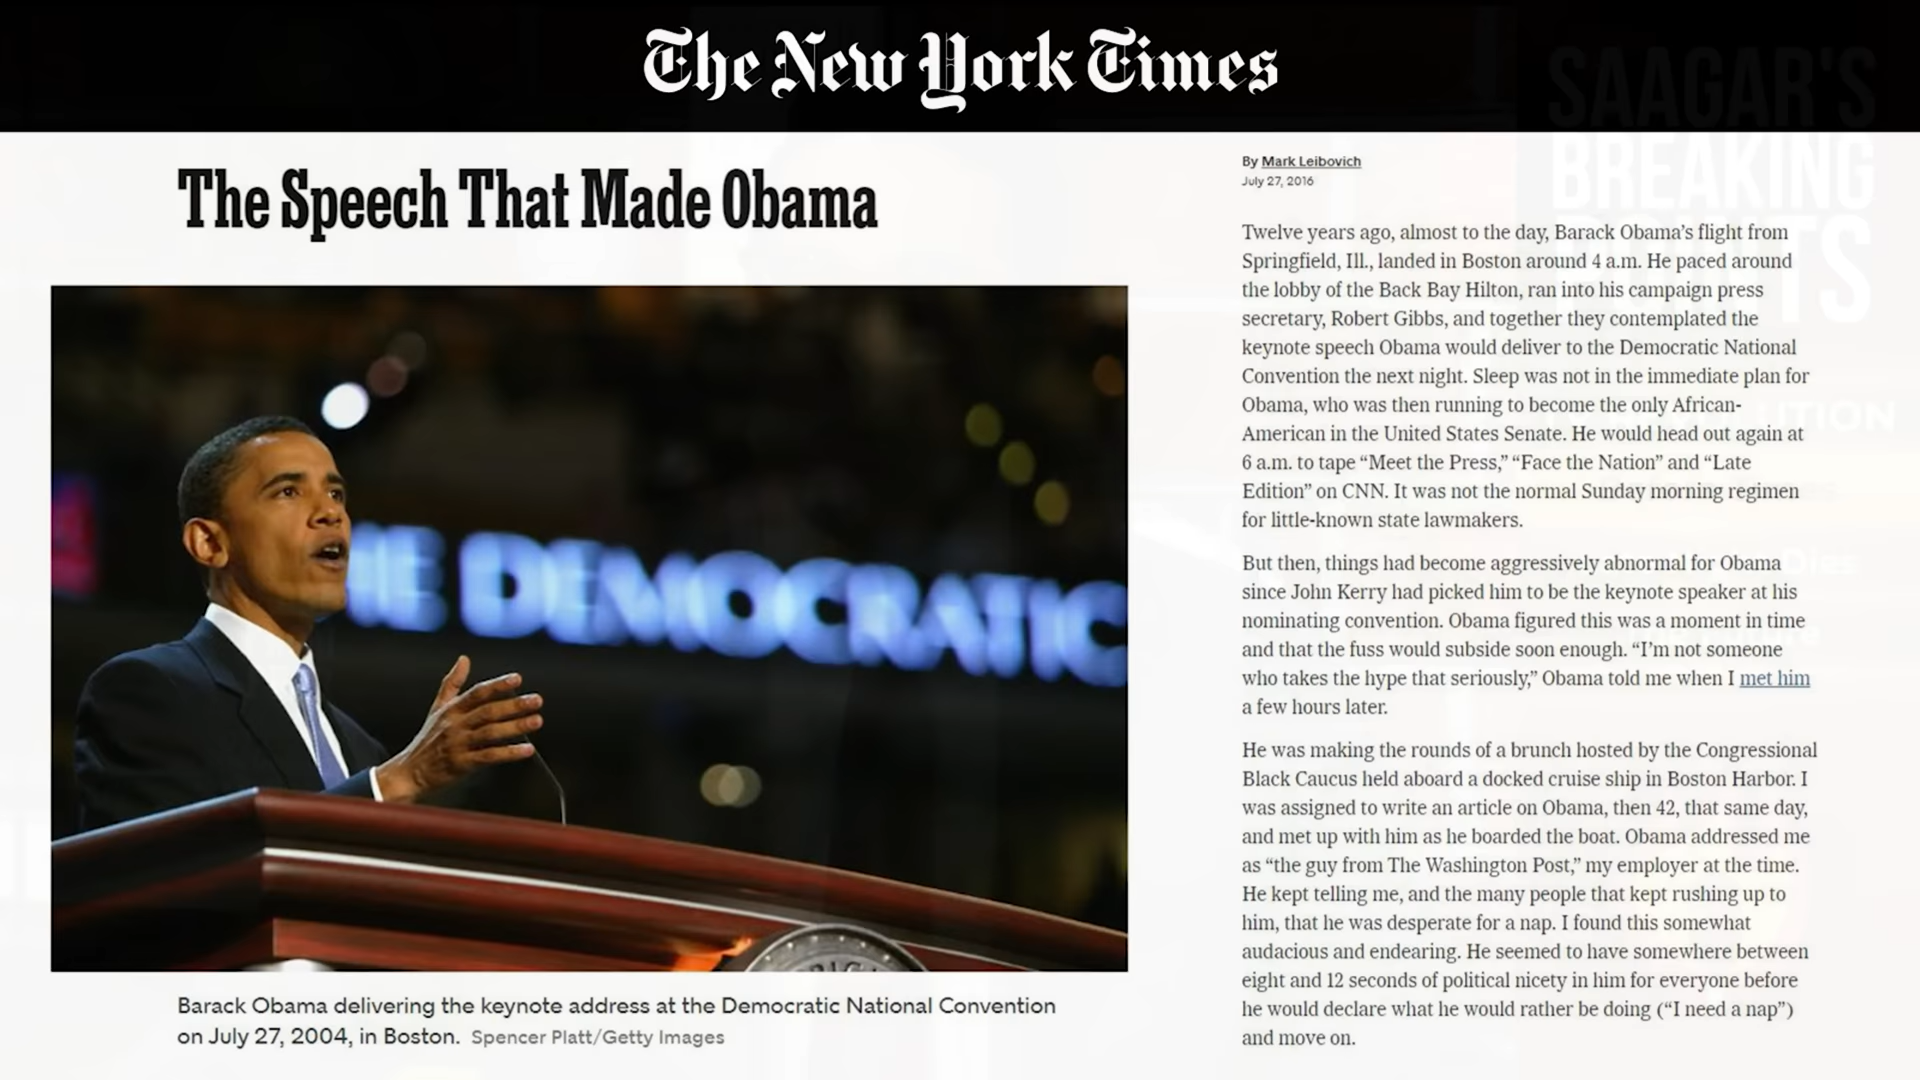 The New York Times
SAAGAR'S
BREAKING
POINTS
The Speech That Made Obama
By Mark Leibovich
July 27, 2016
Twelve years ago, almost to the day, Barack Obama's flight from
Springfield, Ill., landed in Boston around 4 a.m. He paced around
the lobby of the Back Bay Hilton, ran into his campaign press
secretary, Robert Gibbs, and together they contemplated the
keynote speech Obama would deliver to the Democratic National
Convention the next night. Sleep was not in the immediate plan for
Obama, who was then running to become the only African-
American in the United States Senate. He would head out again at
6 a.m. to tape “Meet the Press,” “Face the Nation” and “Late
Edition” on CNN. It was not the normal Sunday morning regimen
for little-known state lawmakers.
But then, things had become aggressively abnormal for Obama
since John Kerry had picked him to be the keynote speaker at his
nominating convention. Obama figured this was a moment in time
and that the fuss would subside soon enough. “I'm not someone
who takes the hype that seriously,” Obama told me when I met him
a few hours later.
He was making the rounds of a brunch hosted by the Congressional
Black Caucus held aboard a docked cruise ship in Boston Harbor. I
was assigned to write an article on Obama, then 42, that same day,
and met up with him as he boarded the boat. Obama addressed me
as “the guy from The Washington Post,” my employer at the time.
He kept telling me, and the many people that kept rushing up to
him, that he was desperate for a nap. I found this somewhat
audacious and endearing. He seemed to have somewhere between
eight and 12 seconds of political nicety in him for everyone before
he would declare what he would rather be doing (“I need a nap”)
and move on.
THE DEMOCRATIC
Barack Obama delivering the keynote address at the Democratic National Convention
on July 27, 2004, in Boston. Spencer Platt/Getty Images